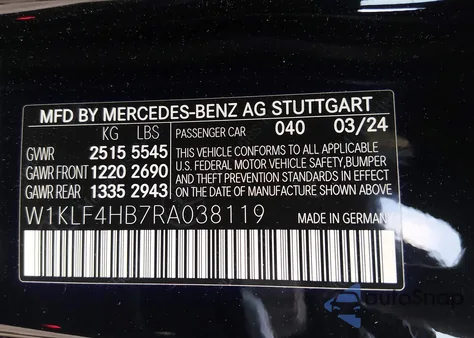 MFD BY MERCEDES-BENZ AG STUTTGART
KG LBS PASSENGER CAR 040 03/24
GVWR 2515 5545 THIS VEHICLE CONFORMS TO ALL APPLICABLE
GAWR FRONT 1220 2690 U.S. FEDERAL MOTOR VEHICLE SAFETY, BUMPER
GAWR REAR 1335 2943 AND THEFT PREVENTION STANDARDS IN EFFECT
ON THE DATE OF MANUFACTURE SHOWN ABOVE.
W1KLF4HB7RA038119 MADE IN GERMANY
autoSnap